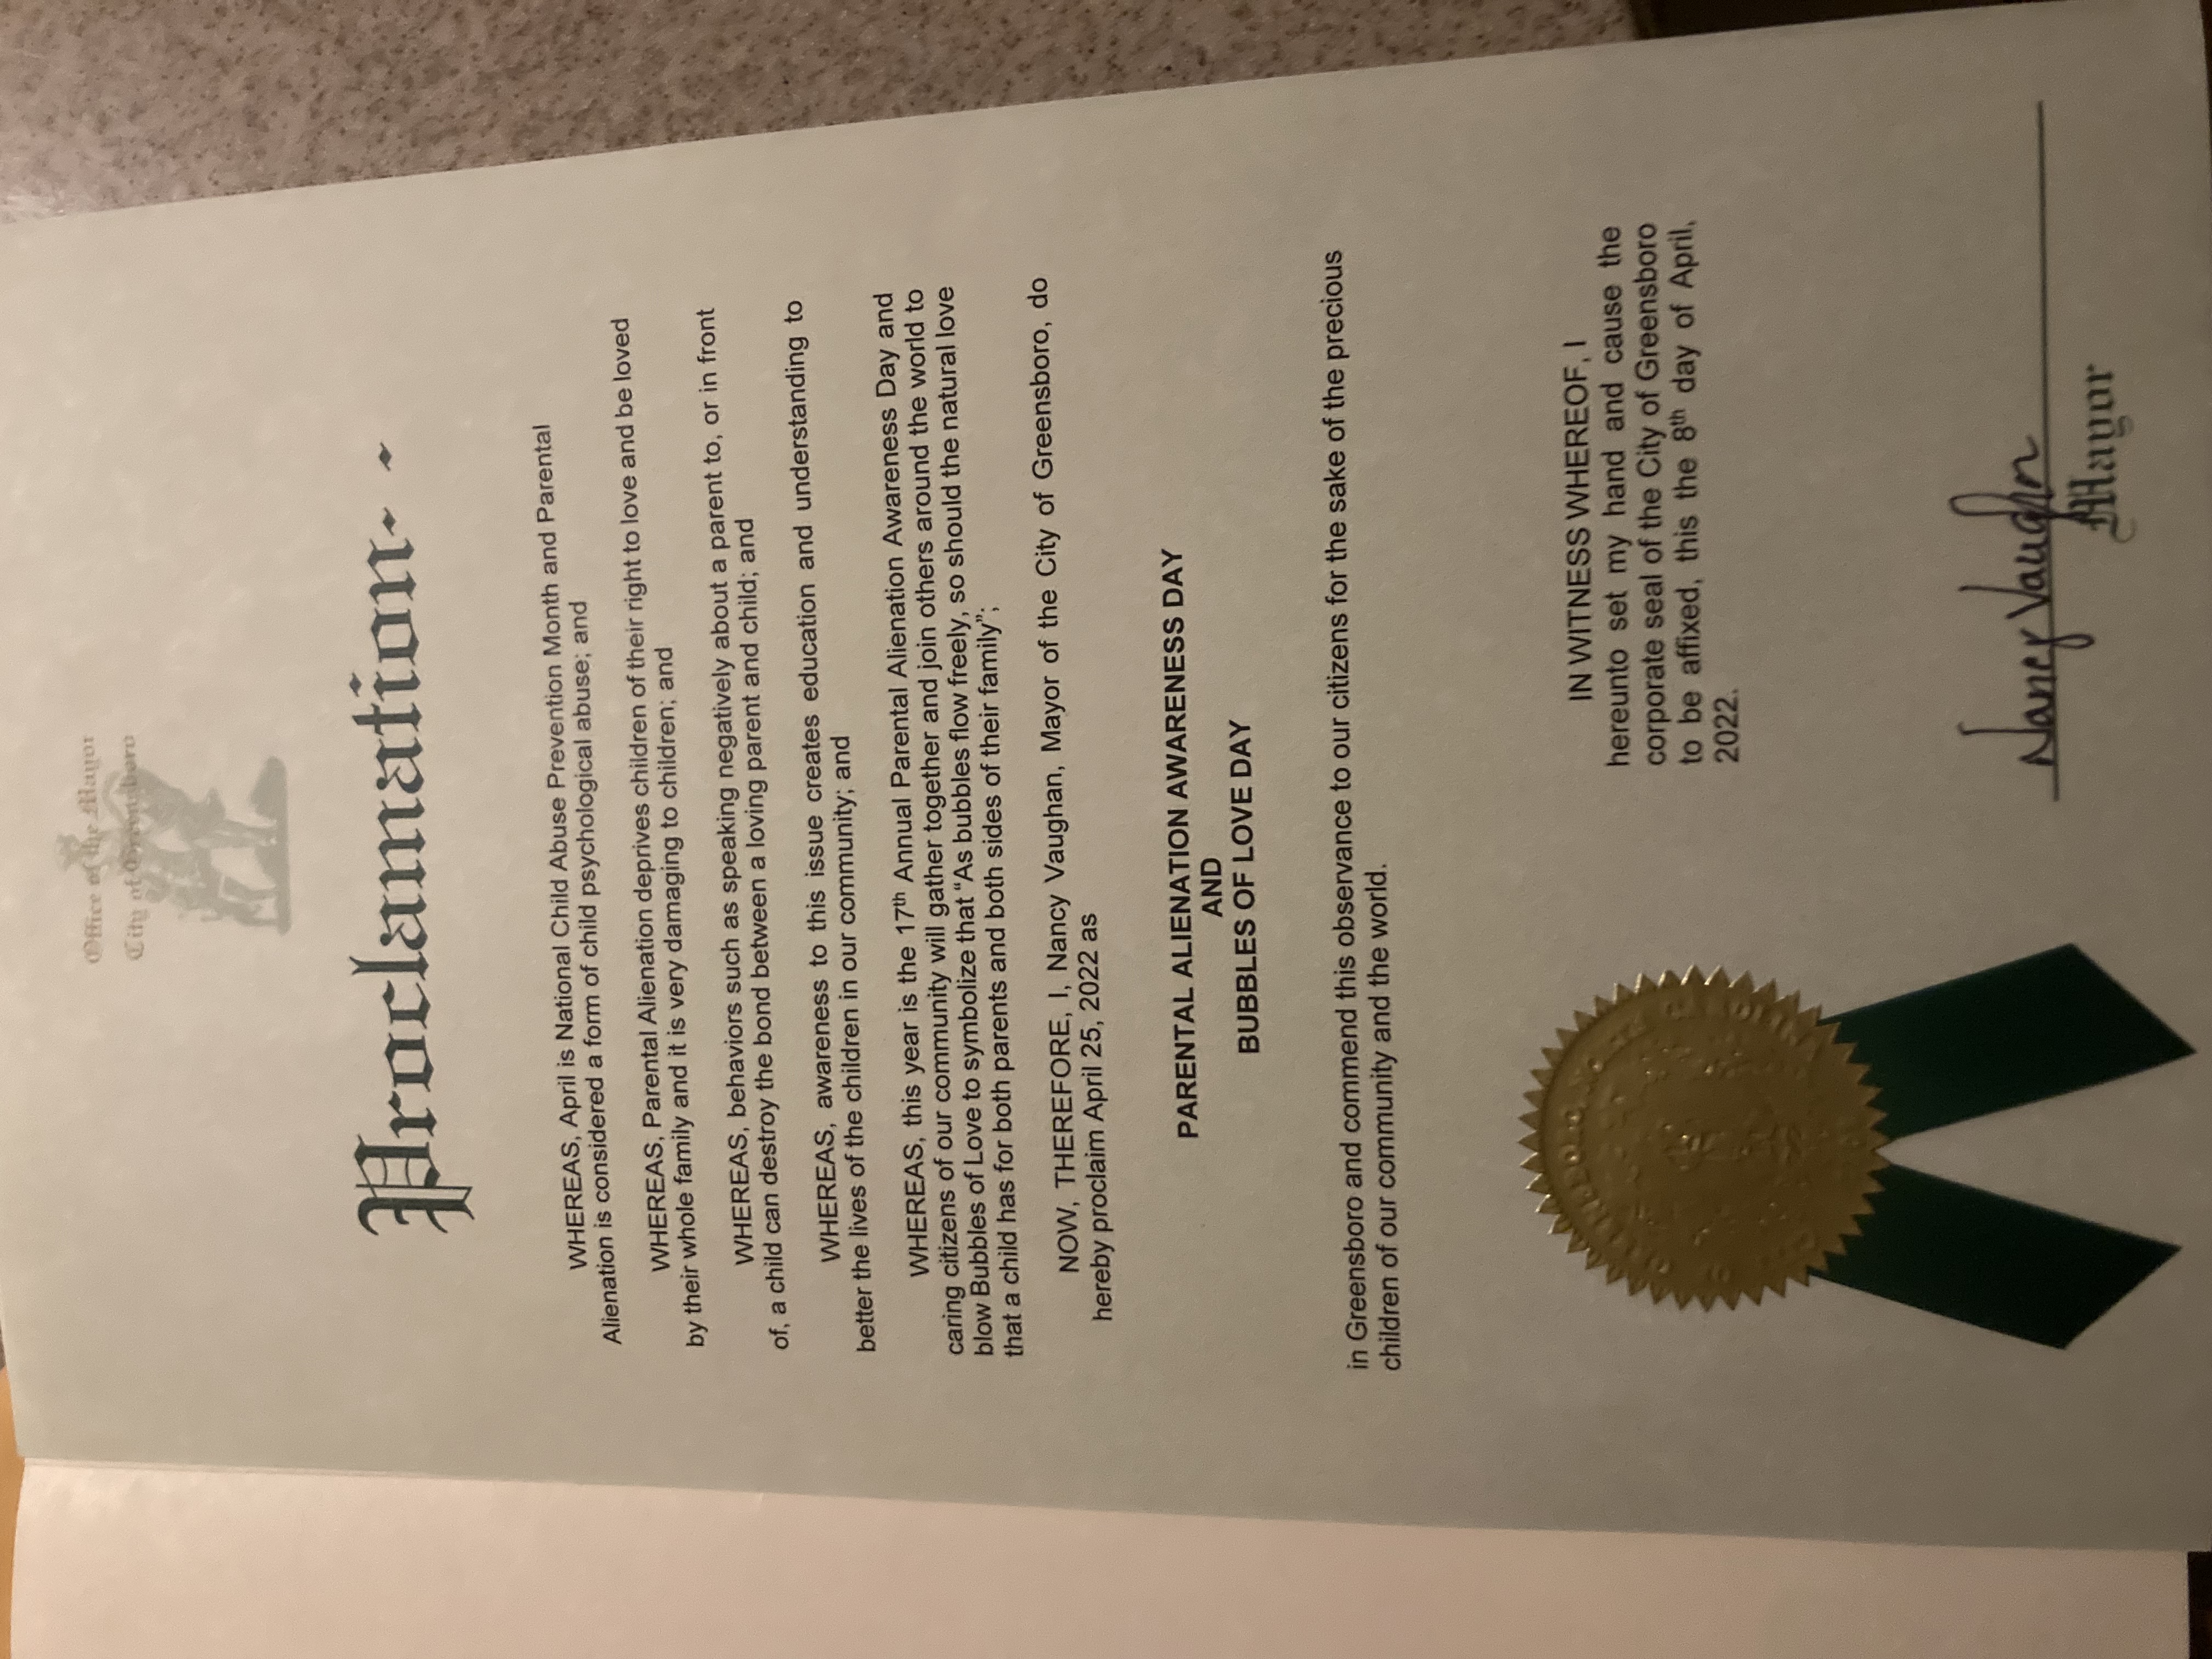 Office of the Mayor
City of Greensboro
Proclamation
WHEREAS, April is National Child Abuse Prevention Month and Parental
Alienation is considered a form of child psychological abuse; and
WHEREAS, Parental Alienation deprives children of their right to love and be loved
by their whole family and it is very damaging to children; and
WHEREAS, behaviors such as speaking negatively about a parent to, or in front
of, a child can destroy the bond between a loving parent and child; and
WHEREAS, awareness to this issue creates education and understanding to
better the lives of the children in our community; and
WHEREAS, this year is the 17th Annual Parental Alienation Awareness Day and
caring citizens of our community will gather together and join others around the world to
blow Bubbles of Love to symbolize that “As bubbles flow freely, so should the natural love
that a child has for both parents and both sides of their family”;
NOW, THEREFORE, I, Nancy Vaughan, Mayor of the City of Greensboro, do
hereby proclaim April 25, 2022 as
PARENTAL ALIENATION AWARENESS DAY
AND
BUBBLES OF LOVE DAY
in Greensboro and commend this observance to our citizens for the sake of the precious
children of our community and the world.
IN WITNESS WHEREOF, I
hereunto set my hand and cause the
corporate seal of the City of Greensboro
to be affixed, this the 8th day of April,
2022.
Nancy Vaughan
Mayor